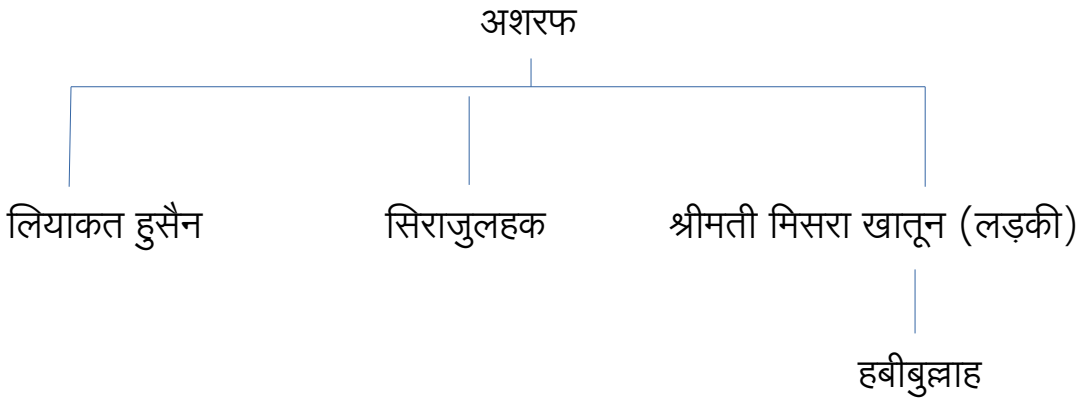 अशरफ
लियाकत हुसैन सिराजुलहक श्रीमती मिसरा खातून (लड़की)
हबीबुल्लाह